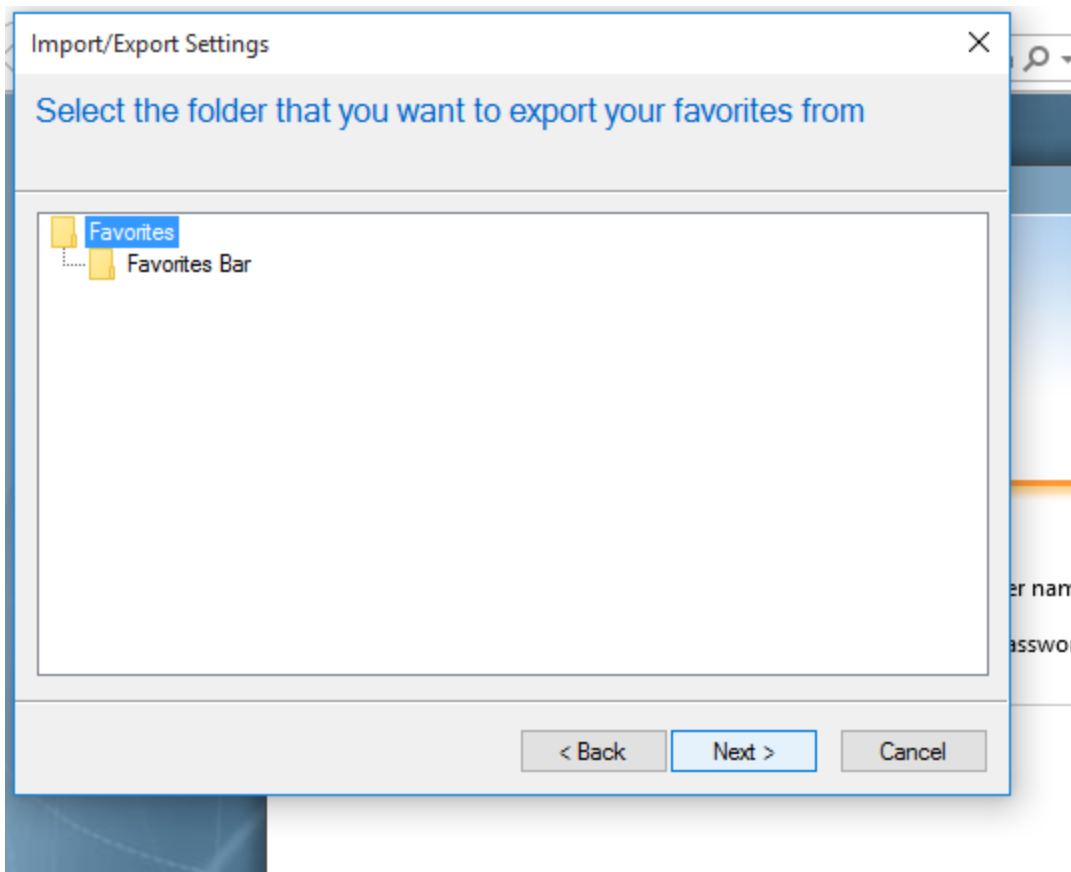 Import/Export Settings
Select the folder that you want to export your favorites from
Favorites
Favorites Bar
< Back
Next >
Cancel